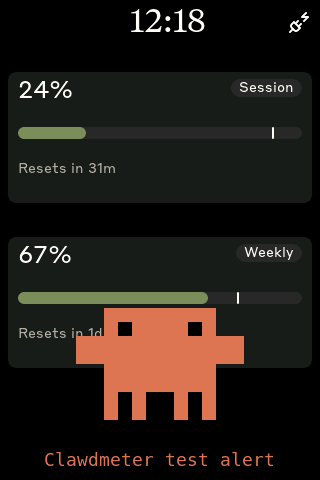 12:18
24%
Session
Resets in 31m
67%
Weekly
Resets in 1d
Clawdmeter test alert